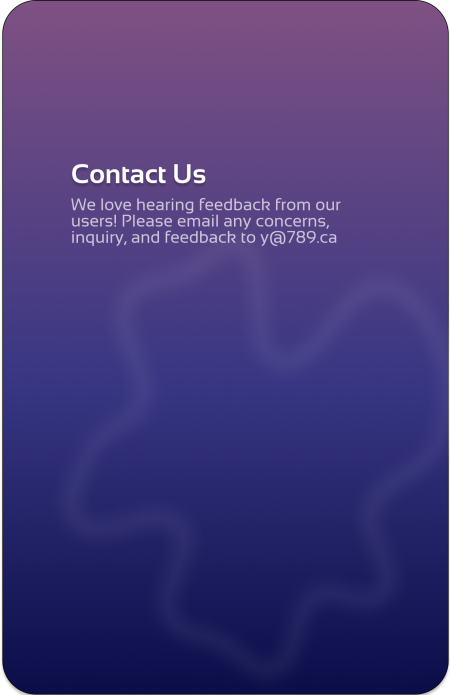 Contact Us
We love hearing feedback from our
users! Please email any concerns,
inquiry, and feedback to y@789.ca